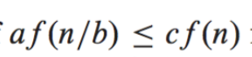 af(n/b) ≤ cf(n)